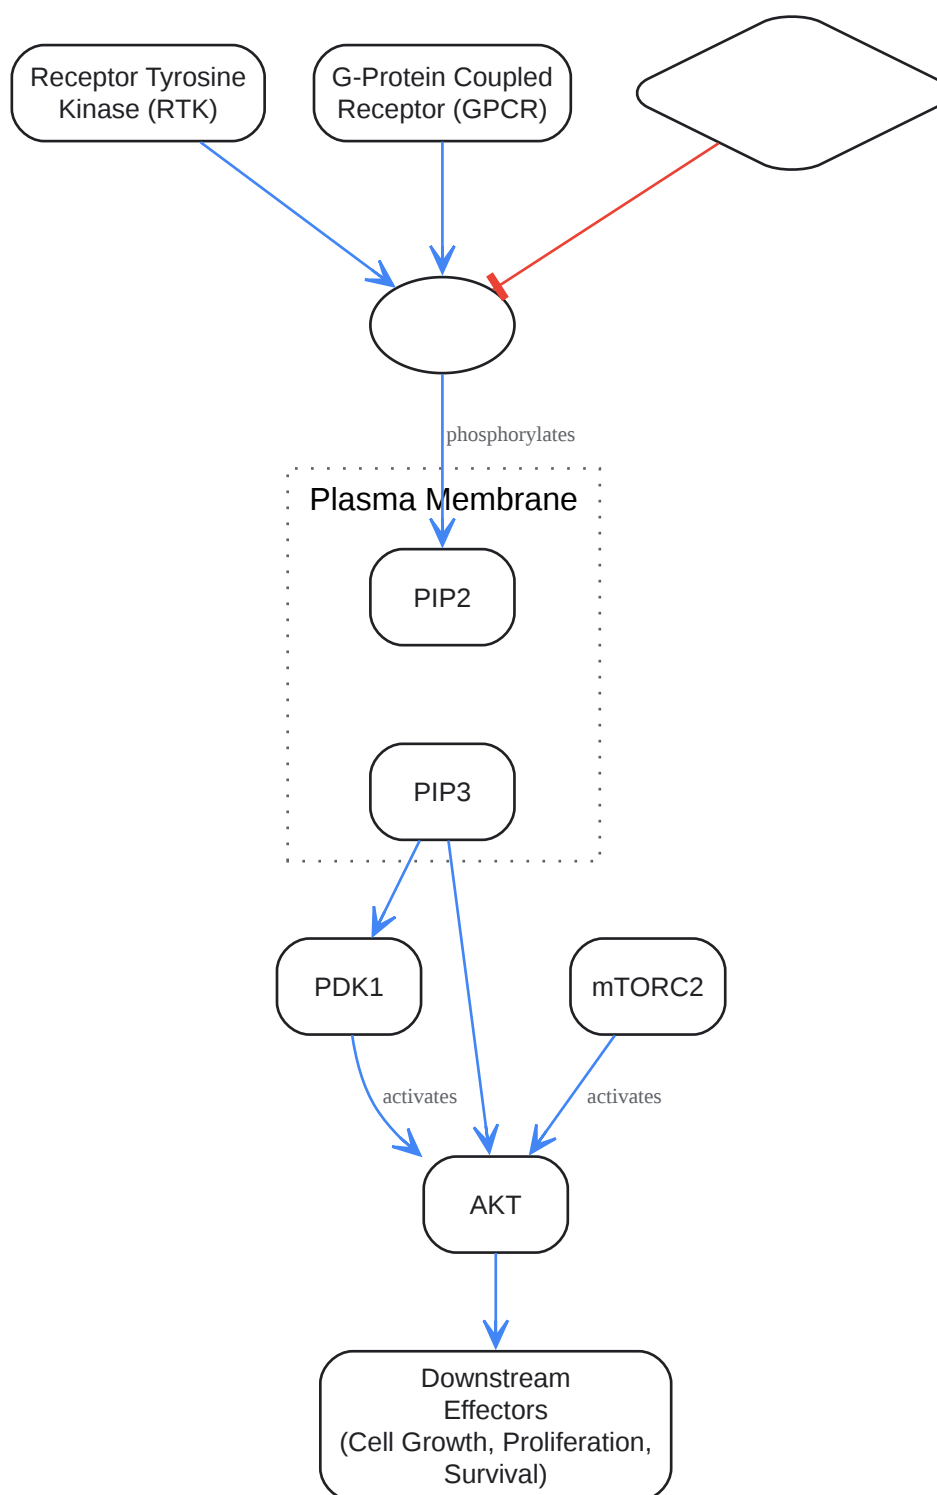 Receptor Tyrosine
Kinase (RTK)
G-Protein Coupled
Receptor (GPCR)
phosphorylates
Plasma Membrane
PIP2
PIP3
PDK1
mTORC2
activates
activates
AKT
Downstream
Effectors
(Cell Growth, Proliferation,
Survival)